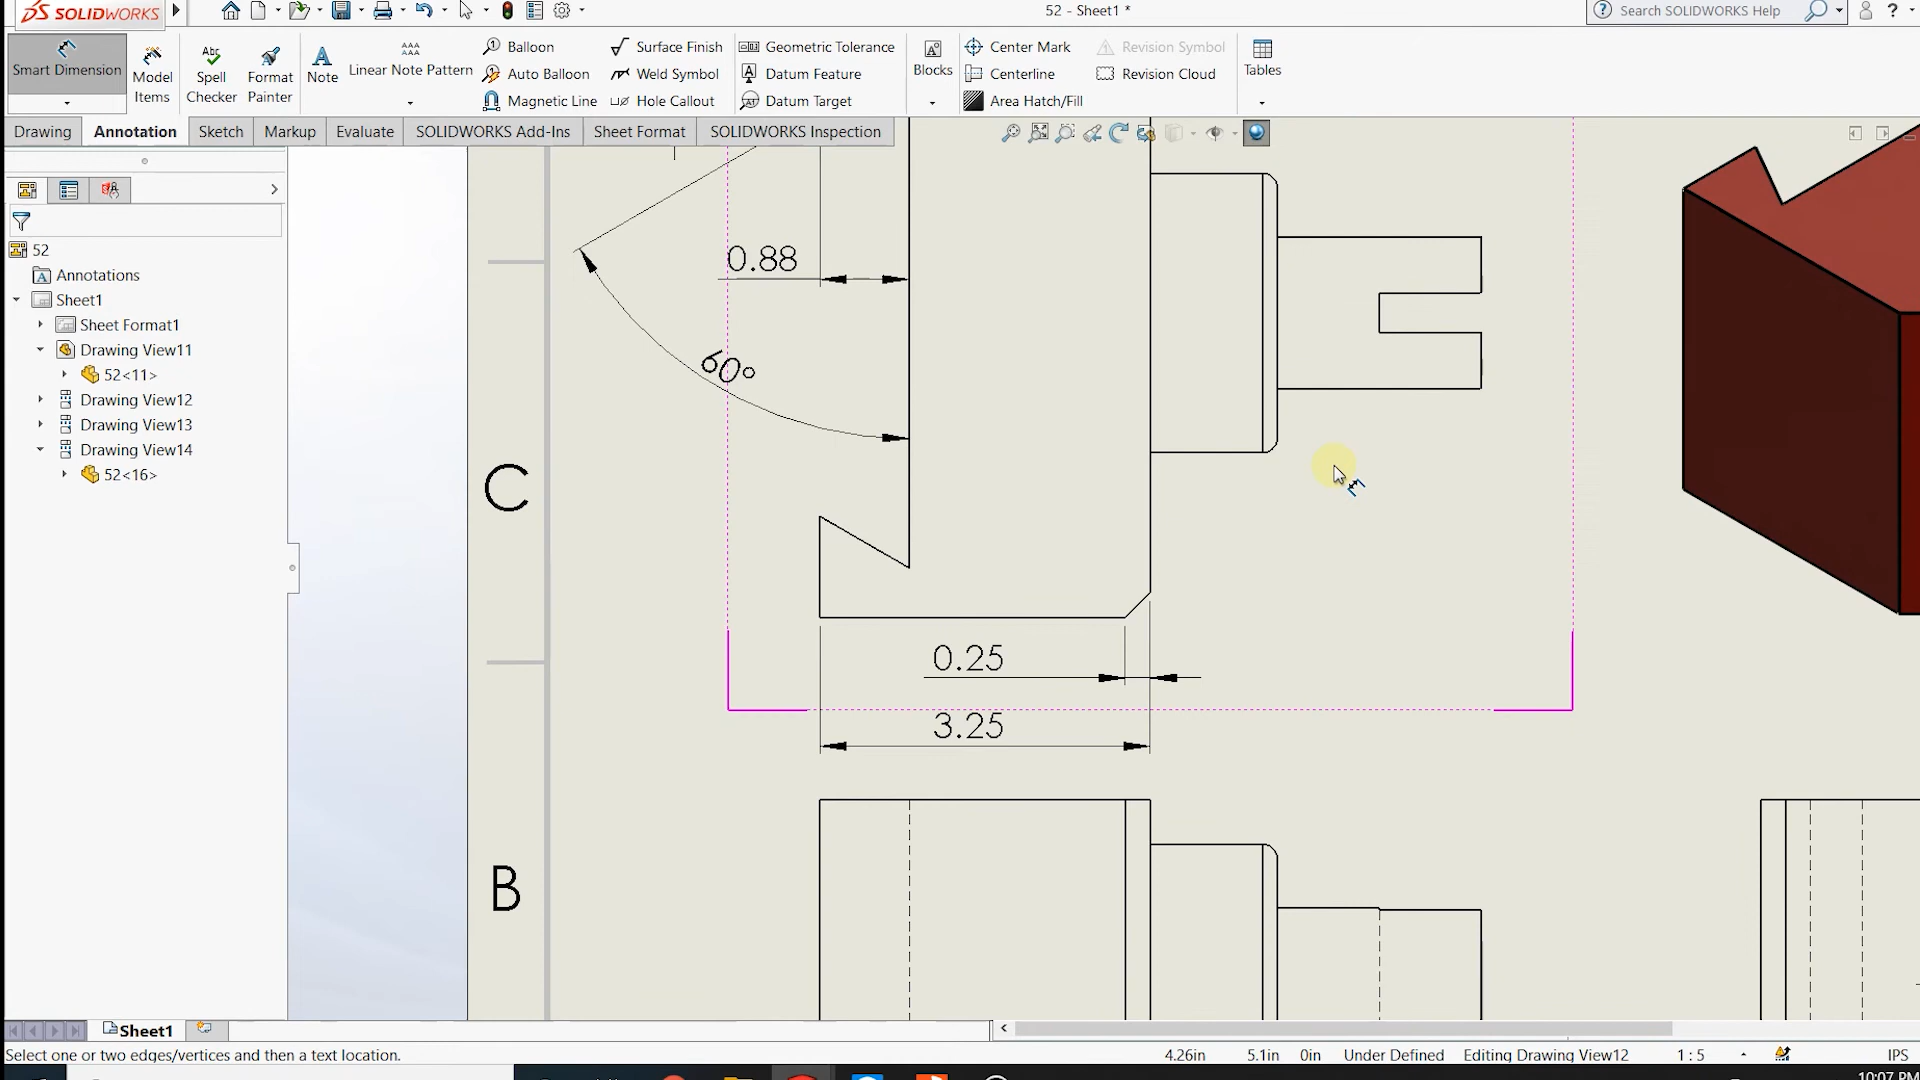 SOLIDWORKS
52 - Sheet1 *
Search SOLIDWORKS Help
?
Smart Dimension
Model Items
Spell Checker
Format Painter
Note
Linear Note Pattern
Balloon
Auto Balloon
Magnetic Line
Surface Finish
Weld Symbol
Hole Callout
Geometric Tolerance
Datum Feature
Datum Target
Blocks
Center Mark
Centerline
Area Hatch/Fill
Revision Symbol
Revision Cloud
Tables
Drawing
Annotation
Sketch
Markup
Evaluate
SOLIDWORKS Add-Ins
Sheet Format
SOLIDWORKS Inspection
52
Annotations
Sheet1
Sheet Format1
Drawing View11
52<11>
Drawing View12
Drawing View13
Drawing View14
52<16>
0.88
60°
C
0.25
3.25
B
Sheet1
Select one or two edges/vertices and then a text location.
4.26in
5.1in
0in
Under Defined
Editing Drawing View12
1 : 5
IPS
10:07 PM